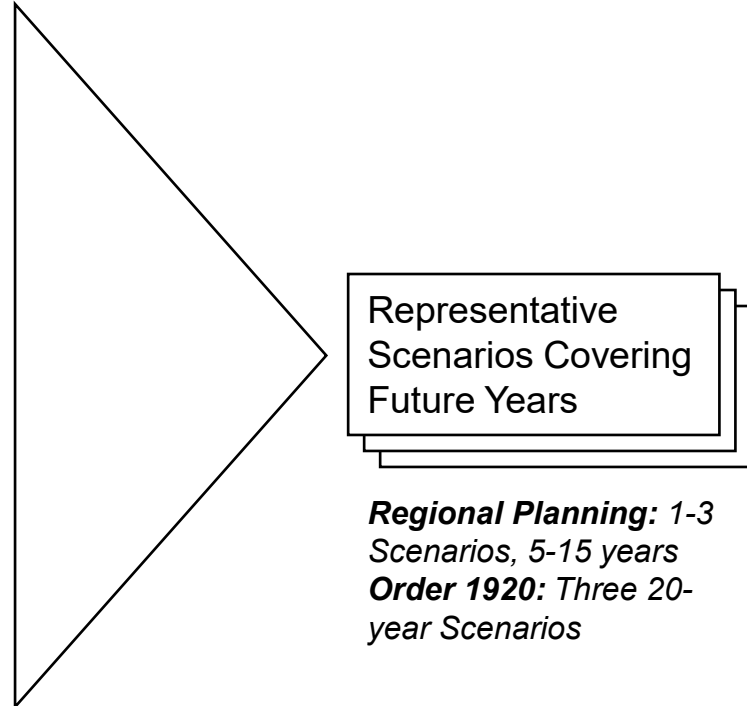 Representative
Scenarios Covering
Future Years
Regional Planning: 1-3
Scenarios, 5-15 years
Order 1920: Three 20-
year Scenarios